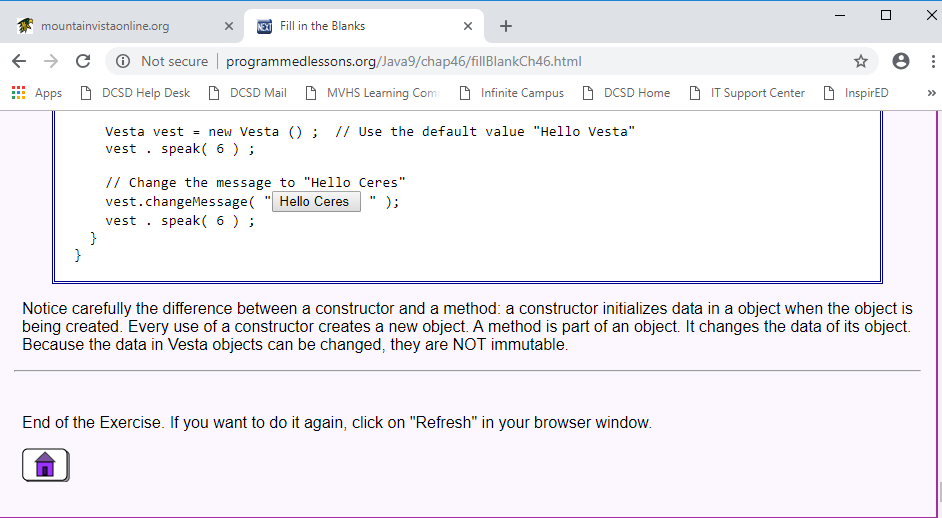 mountainvistaonline.org
NEXT Fill in the Blanks
Not secure programmedlessons.org/Java9/chap46/fillBlankCh46.html
Apps DCSD Help Desk DCSD Mail MVHS Learning Com Infinite Campus DCSD Home IT Support Center InspirED »
Vesta vest = new Vesta () ; // Use the default value "Hello Vesta"
vest . speak( 6 ) ;
// Change the message to "Hello Ceres"
vest.changeMessage( "Hello Ceres " );
vest . speak( 6 ) ;
}
}
Notice carefully the difference between a constructor and a method: a constructor initializes data in a object when the object is
being created. Every use of a constructor creates a new object. A method is part of an object. It changes the data of its object.
Because the data in Vesta objects can be changed, they are NOT immutable.
End of the Exercise. If you want to do it again, click on "Refresh" in your browser window.